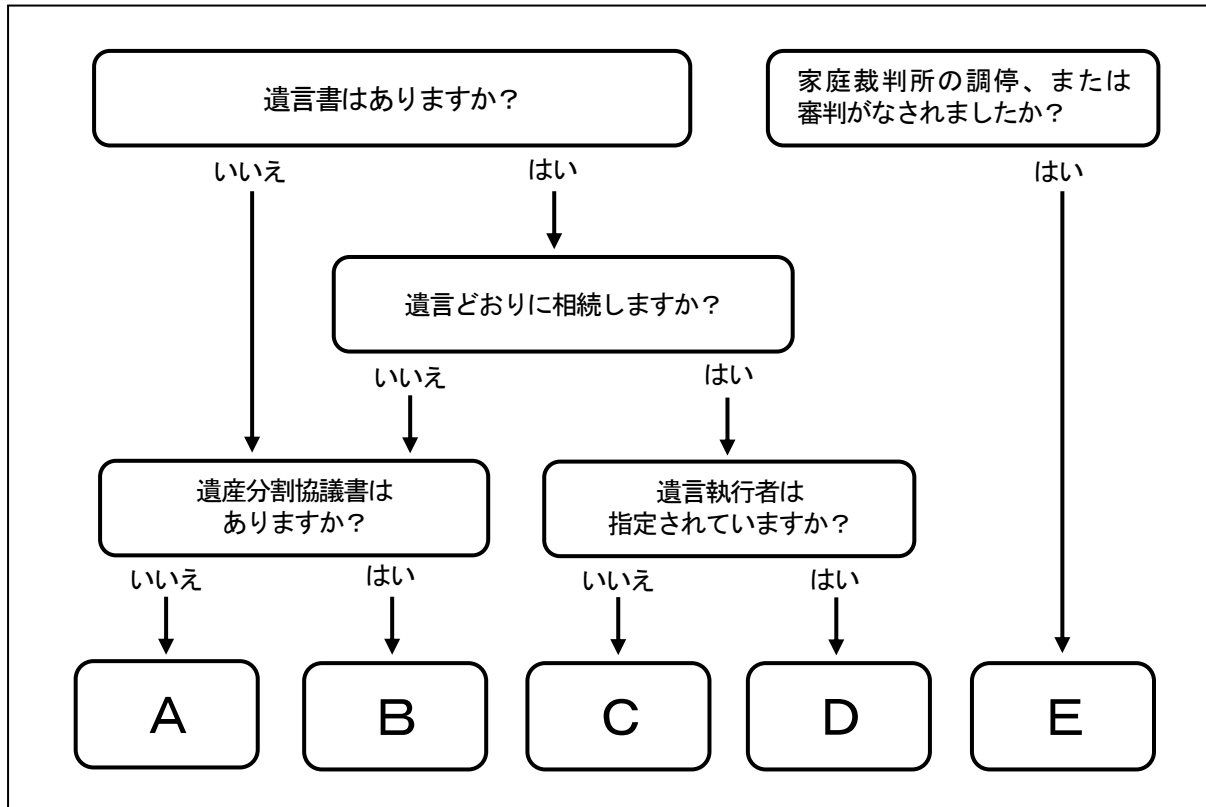 遺言書はありますか？
家庭裁判所の調停、または
審判がなされましたか？
いいえ
はい
はい
遺言どおりに相続しますか？
いいえ
はい
遺産分割協議書は
ありますか？
遺言執行者は
指定されていますか？
いいえ
はい
いいえ
はい
A
B
C
D
E